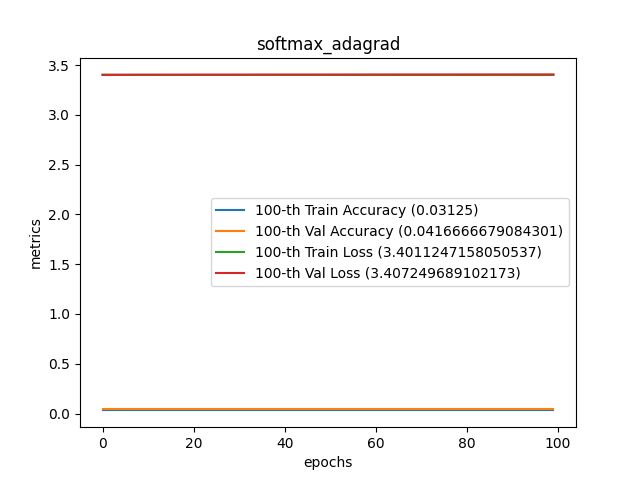 softmax_adagrad
3.5
3.0
2.5
2.0
1.5
1.0
0.5
0.0
metrics
100-th Train Accuracy (0.03125)
100-th Val Accuracy (0.0416666679084301)
100-th Train Loss (3.4011247158050537)
100-th Val Loss (3.407249689102173)
0 20 40 60 80 100
epochs